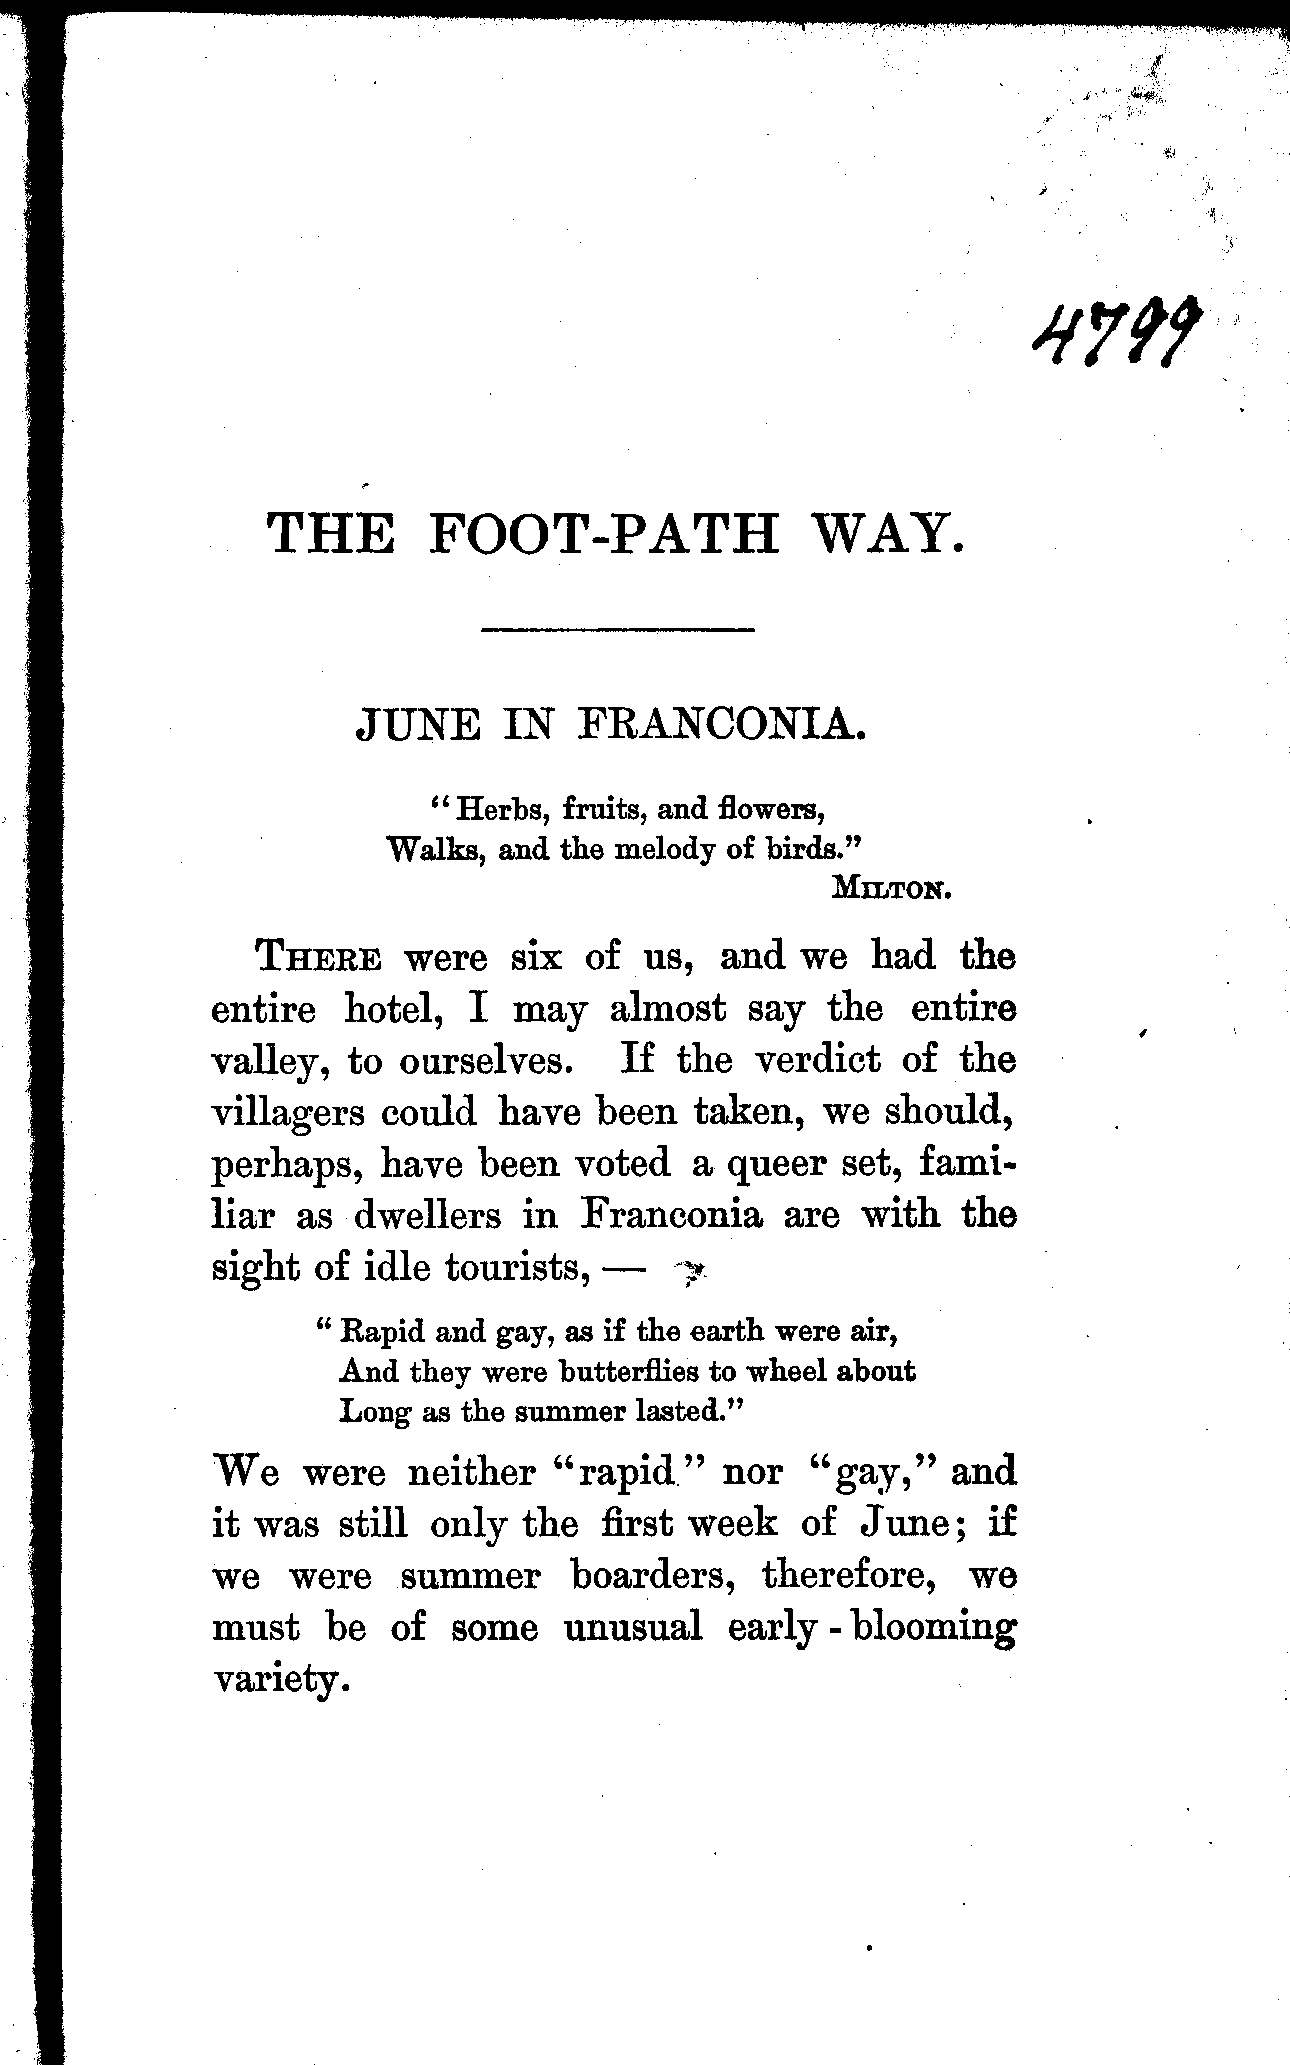 4799
THE FOOT-PATH WAY.
JUNE IN FRANCONIA.
“Herbs, fruits, and flowers,
Walks, and the melody of birds.”
MILTON.
THERE were six of us, and we had the
entire hotel, I may almost say the entire
valley, to ourselves. If the verdict of the
villagers could have been taken, we should,
perhaps, have been voted a queer set, fami-
liar as dwellers in Franconia are with the
sight of idle tourists, —
“Rapid and gay, as if the earth were air,
And they were butterflies to wheel about
Long as the summer lasted.”
We were neither “rapid” nor “gay,” and
it was still only the first week of June; if
we were summer boarders, therefore, we
must be of some unusual early-blooming
variety.